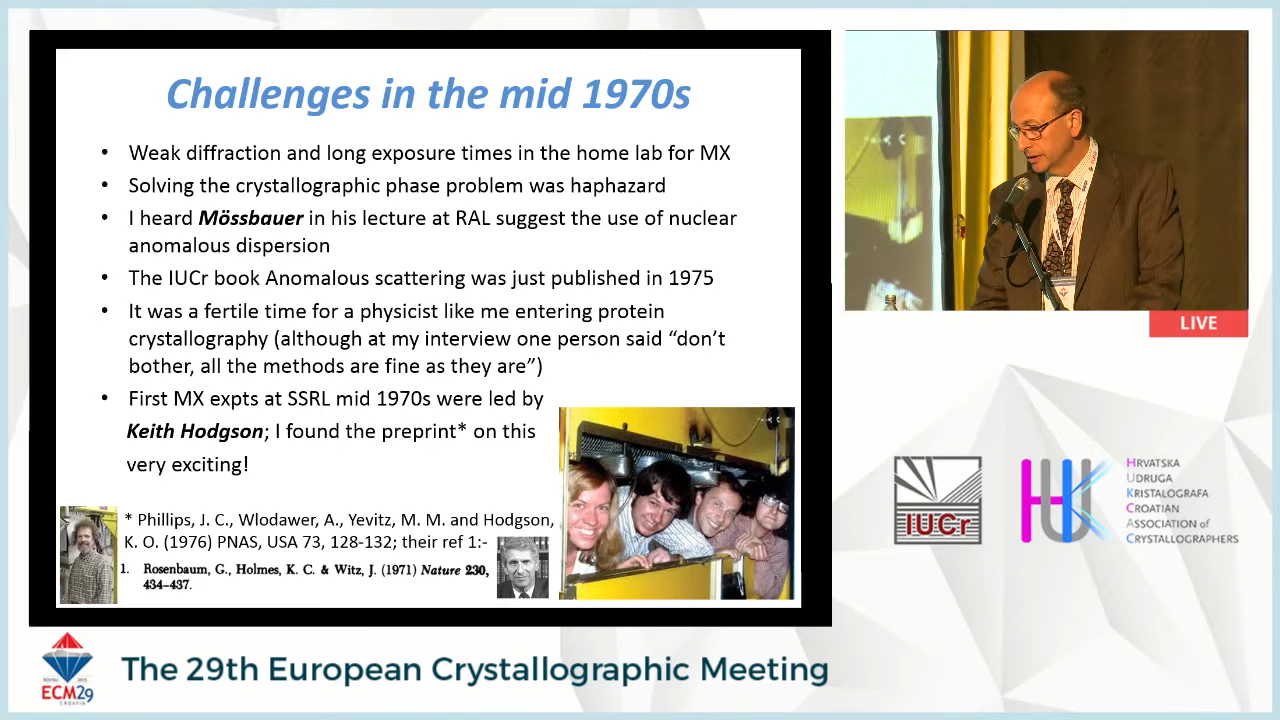 Challenges in the mid 1970s
• Weak diffraction and long exposure times in the home lab for MX
• Solving the crystallographic phase problem was haphazard
• I heard Mössbauer in his lecture at RAL suggest the use of nuclear
anomalous dispersion
• The IUCr book Anomalous scattering was just published in 1975
• It was a fertile time for a physicist like me entering protein
crystallography (although at my interview one person said “don’t
bother, all the methods are fine as they are”)
• First MX expts at SSRL mid 1970s were led by
Keith Hodgson; I found the preprint* on this
very exciting!
* Phillips, J. C., Wlodawer, A., Yevitz, M. M. and Hodgson,
K. O. (1976) PNAS, USA 73, 128-132; their ref 1:-
1. Rosenbaum, G., Holmes, K. C. & Witz, J. (1971) Nature 230,
434-437.
LIVE
IUCr
HUK
HRVATSKA
UDRUGA
KRISTALOGRAFA
CROATIAN
ASSOCIATION of
CRYSTALLOGRAPHERS
ECM29
CROATIA
The 29th European Crystallographic Meeting